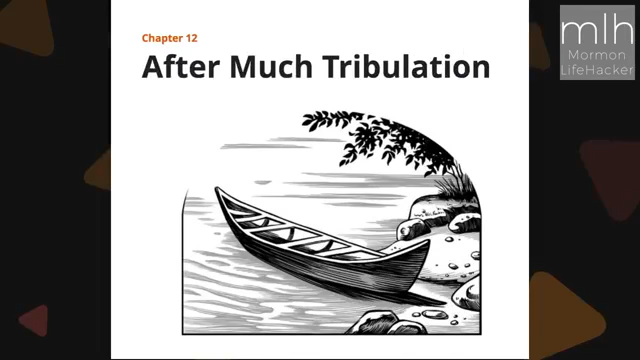 Chapter 12
After Much Tribulation
mlh
Mormon
LifeHacker